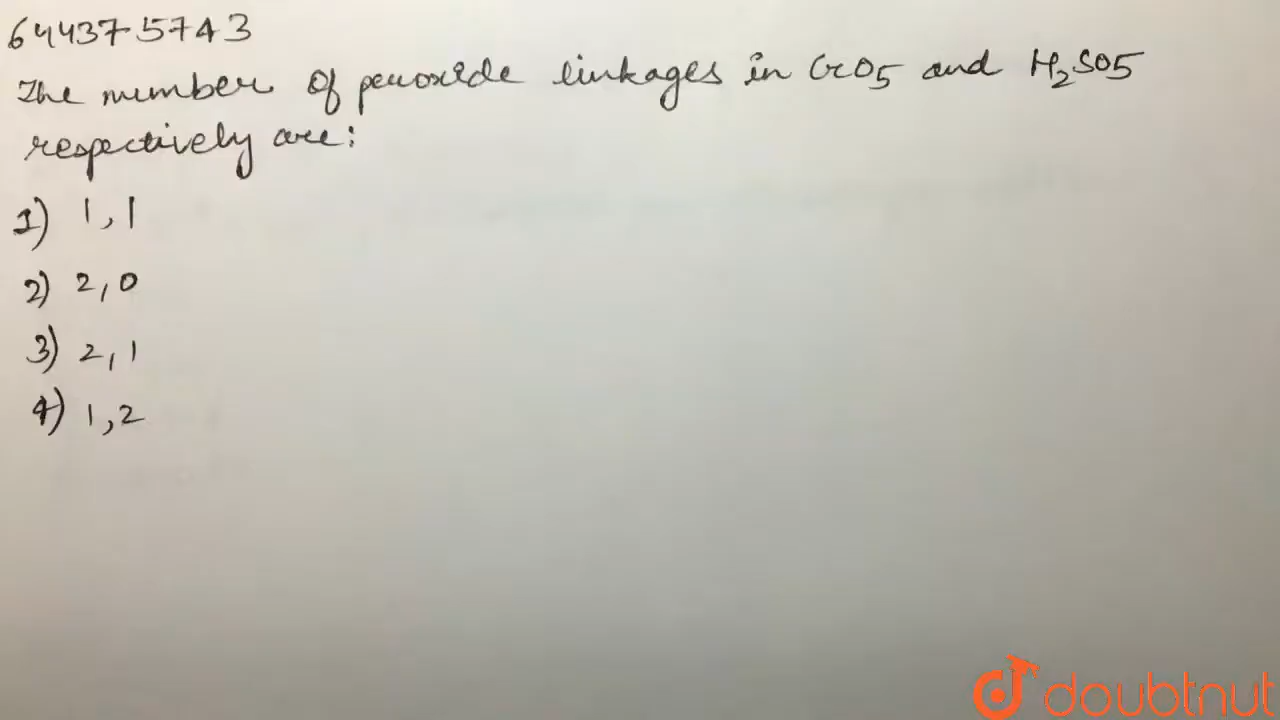 644375743
The number of peroxide linkages in CrO5 and H2SO5
respectively are:
1) 1,1
2) 2,0
3) 2,1
4) 1,2
doubtnut